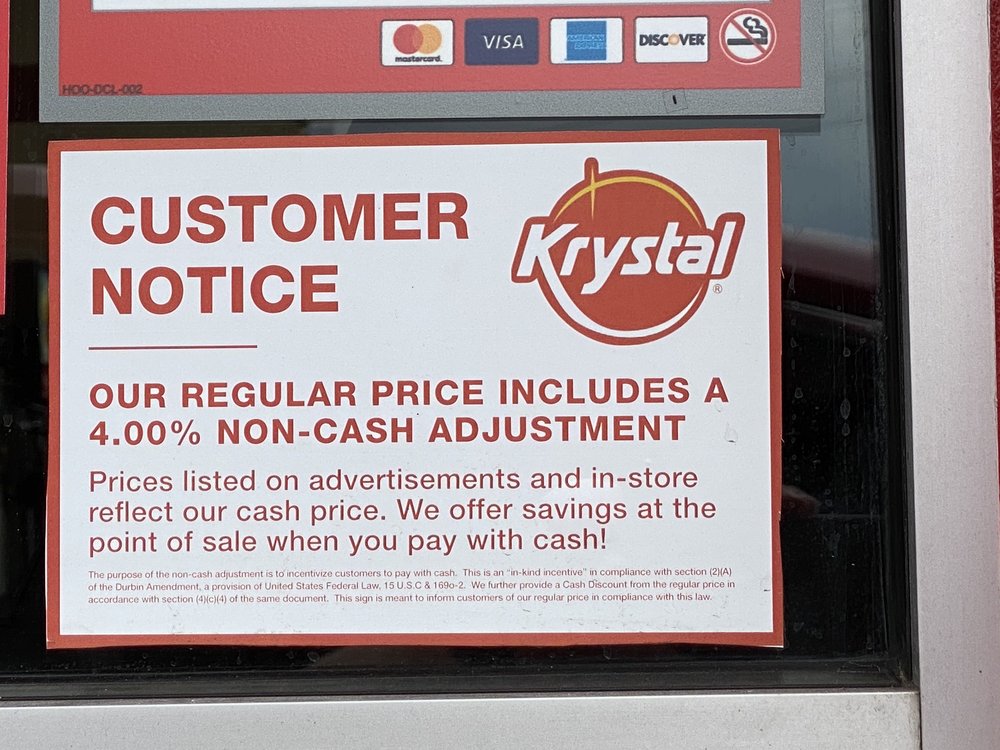 mastercard.
VISA
AMERICAN EXPRESS
DISCOVER
HOO-DCL-002
CUSTOMER
NOTICE
Krystal®
OUR REGULAR PRICE INCLUDES A
4.00% NON-CASH ADJUSTMENT
Prices listed on advertisements and in-store
reflect our cash price. We offer savings at the
point of sale when you pay with cash!
The purpose of the non-cash adjustment is to incentivize customers to pay with cash. This is an "in-kind incentive" in compliance with section (2)(A)
of the Durbin Amendment, a provision of United States Federal Law, 15 U.S.C & 169o-2. We further provide a Cash Discount from the regular price in
accordance with section (4)(c)(4) of the same document. This sign is meant to inform customers of our regular price in compliance with this law.